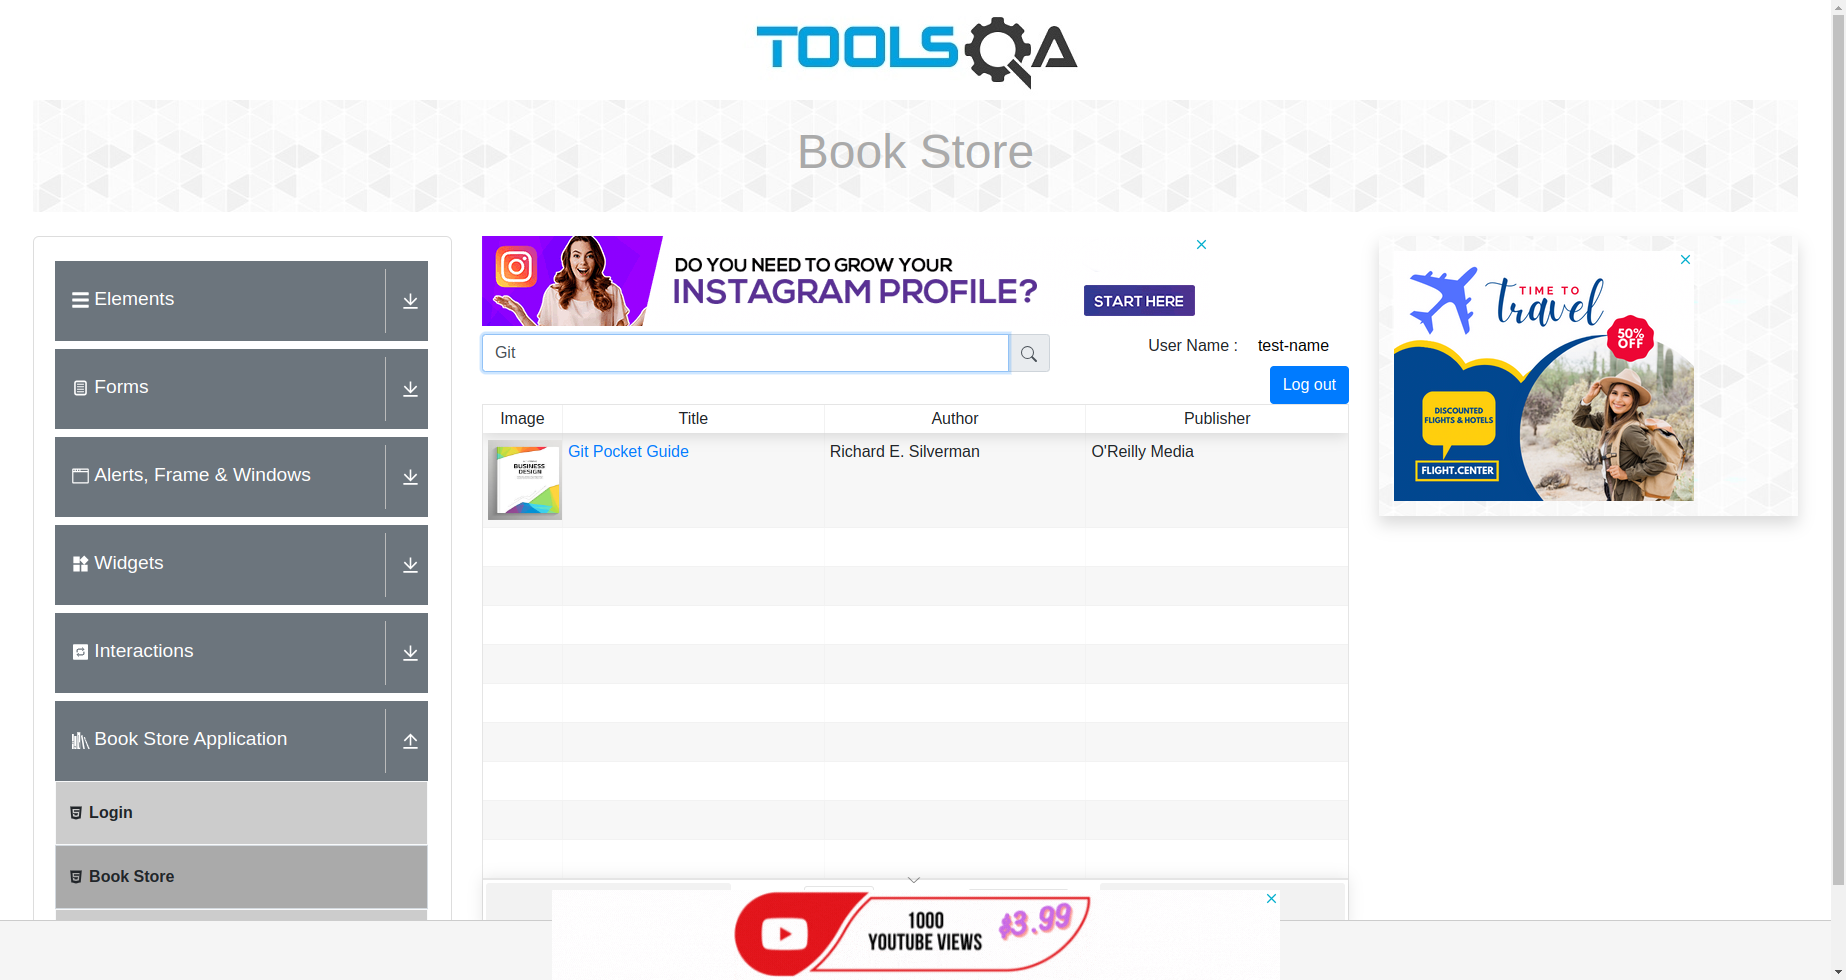 TOOLSQA
Book Store
Elements
Forms
Alerts, Frame & Windows
Widgets
Interactions
Book Store Application
Login
Book Store
DO YOU NEED TO GROW YOUR
INSTAGRAM PROFILE?
START HERE
Git
User Name : test-name
Log out
Image Title Author Publisher
BUSINESS
DESIGN
Git Pocket Guide Richard E. Silverman O'Reilly Media
TIME TO
travel
50%
OFF
DISCOUNTED
FLIGHTS & HOTELS
FLIGHT.CENTER
1000
YOUTUBE VIEWS
$3.99